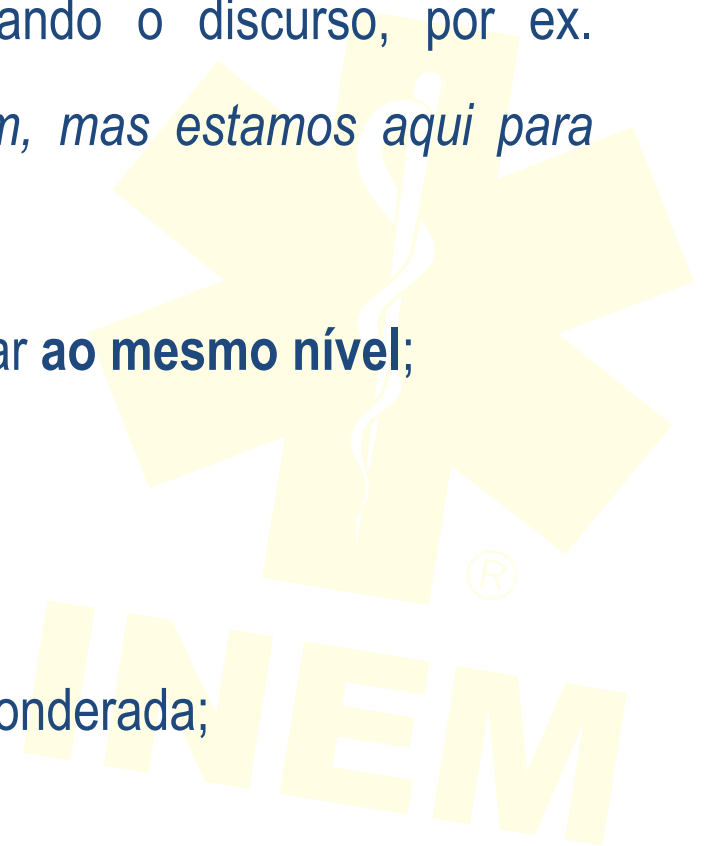 ando o discurso, por ex.
m, mas estamos aqui para
ar ao mesmo nível;
®
onderada;
INEM